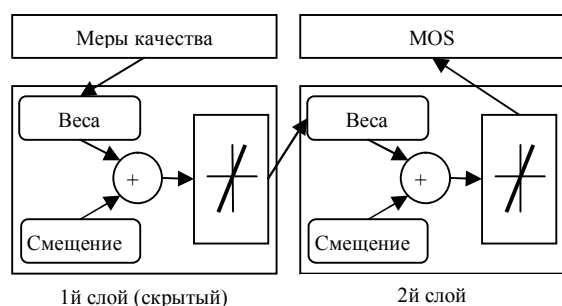 Меры качества
MOS
Веса
+
Смещение
Веса
+
Смещение
1й слой (скрытый)
2й слой